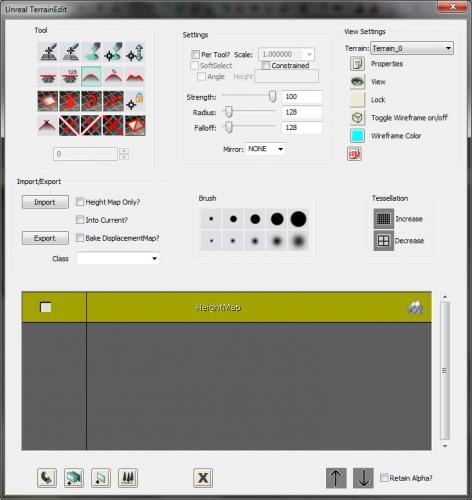 Unreal TerrainEdit
Tool
128
0
Settings
Per Tool? Scale: 1.000000
SoftSelect Constrained
Angle Height:
Strength: 100
Radius: 128
Falloff: 128
Mirror: NONE
View Settings
Terrain: Terrain_0
Properties
View
Lock
Toggle Wireframe on/off
Wireframe Color
Import/Export
Import
Height Map Only?
Into Current?
Export
Bake DisplacementMap?
Class
Brush
Tessellation
Increase
Decrease
HeightMap
X
Retain Alpha?